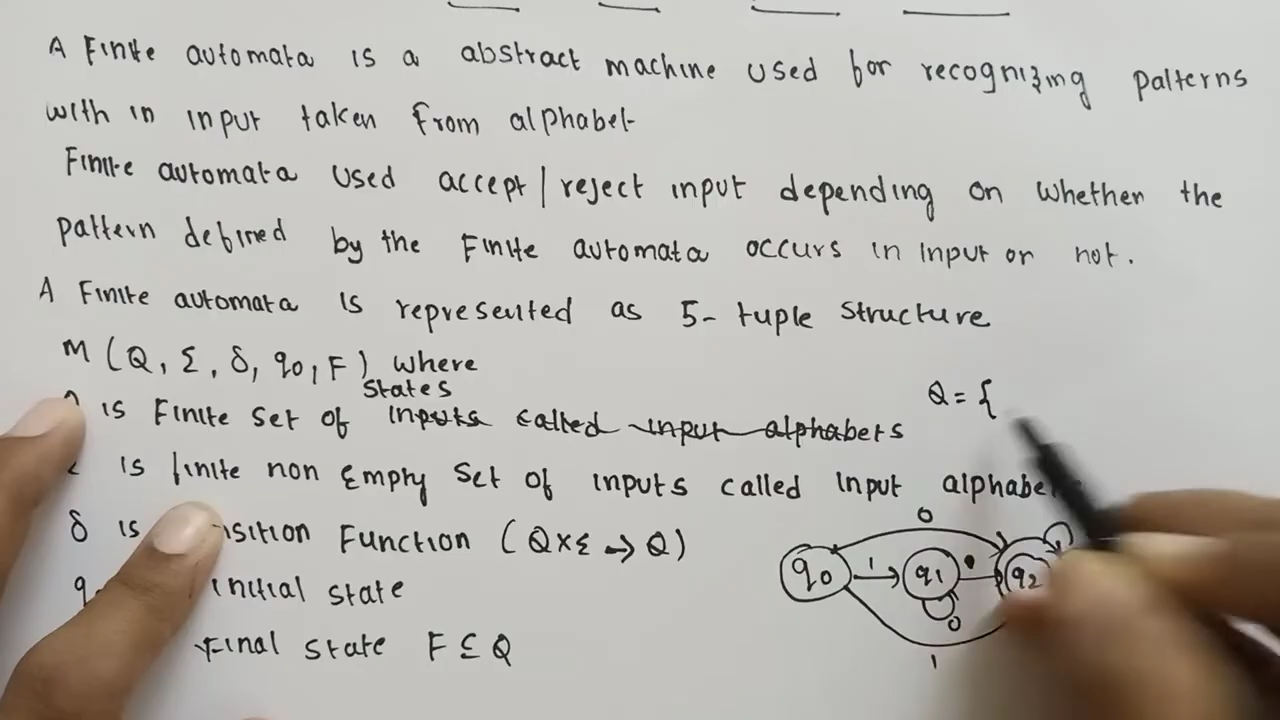 A Finite automata is a abstract machine used for recognizing patterns
with in input taken from alphabet
Finite automata used accept/reject input depending on whether the
pattern defined by the Finite automata occurs in input or not.
A Finite automata is represented as 5-tuple structure
M (Q, Σ, δ, q0, F) where
States
is Finite set of inputs called input alphabets
Q = {
is finite non Empty set of inputs called input alphabe
δ is sition Function (Q×Σ → Q)
0
q0 1 q1 q2
initial state
0
Final state F ⊆ Q
1